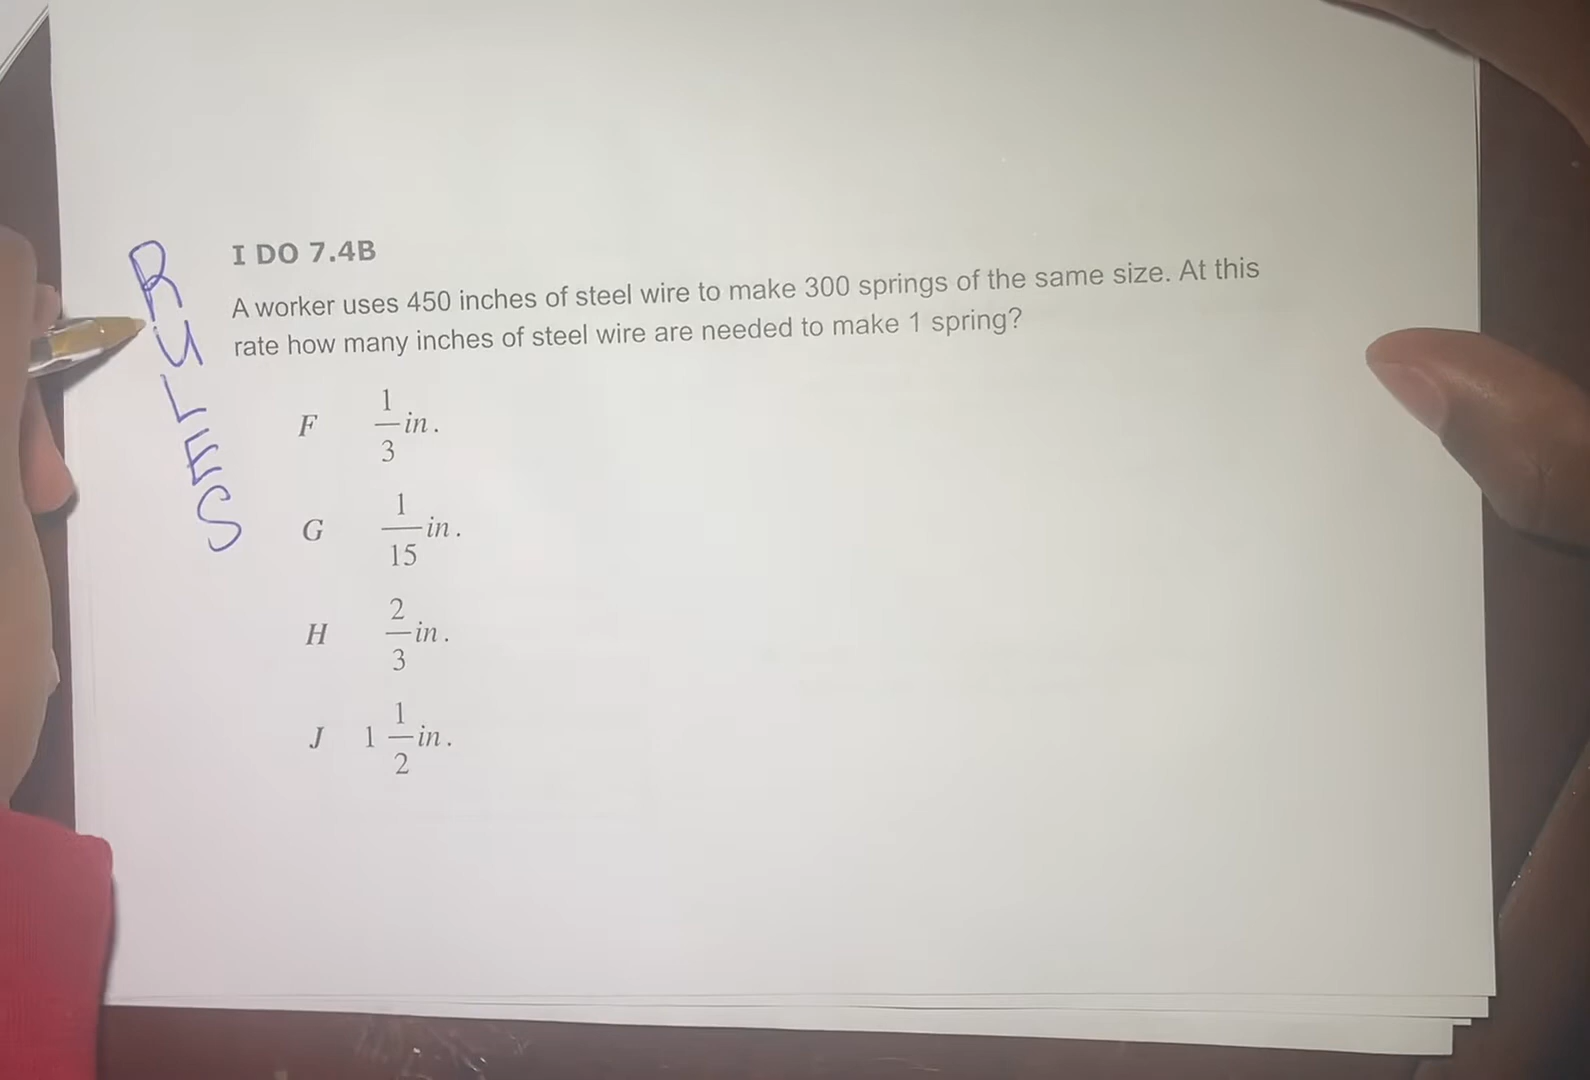 RULES
I DO 7.4B
A worker uses 450 inches of steel wire to make 300 springs of the same size. At this
rate how many inches of steel wire are needed to make 1 spring?
F 1/3 in.
G 1/15 in.
H 2/3 in.
J 1 1/2 in.